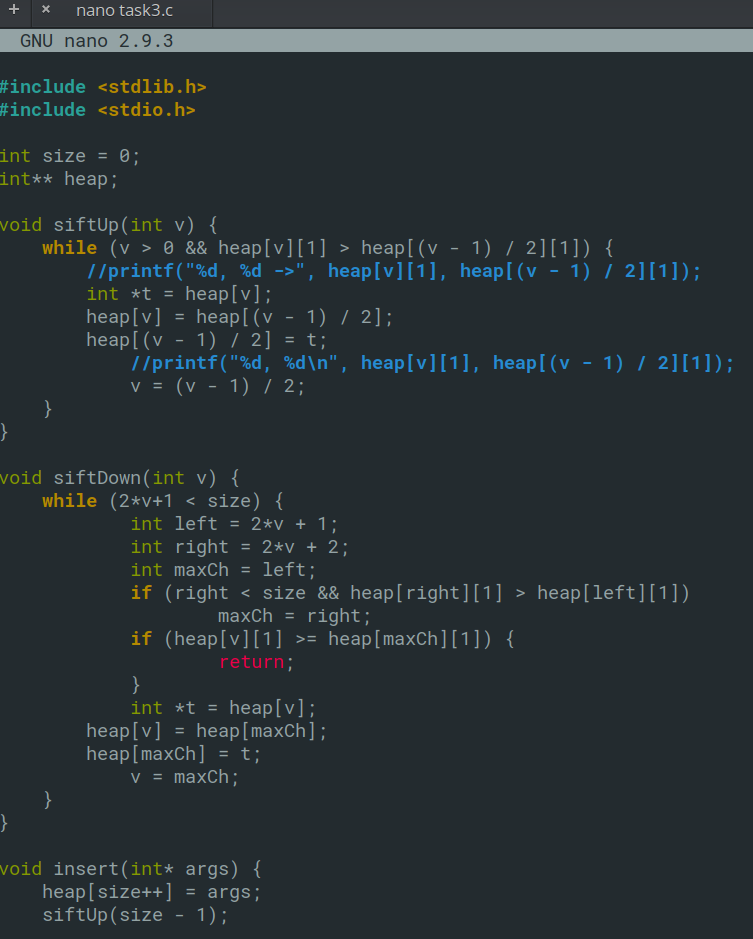 + × nano task3.c
GNU nano 2.9.3
#include <stdlib.h>
#include <stdio.h>
int size = 0;
int** heap;
void siftUp(int v) {
    while (v > 0 && heap[v][1] > heap[(v - 1) / 2][1]) {
        //printf("%d, %d ->", heap[v][1], heap[(v - 1) / 2][1]);
        int *t = heap[v];
        heap[v] = heap[(v - 1) / 2];
        heap[(v - 1) / 2] = t;
            //printf("%d, %d\n", heap[v][1], heap[(v - 1) / 2][1]);
            v = (v - 1) / 2;
    }
}
void siftDown(int v) {
    while (2*v+1 < size) {
            int left = 2*v + 1;
            int right = 2*v + 2;
            int maxCh = left;
            if (right < size && heap[right][1] > heap[left][1])
                    maxCh = right;
            if (heap[v][1] >= heap[maxCh][1]) {
                    return;
            }
            int *t = heap[v];
        heap[v] = heap[maxCh];
        heap[maxCh] = t;
            v = maxCh;
    }
}
void insert(int* args) {
    heap[size++] = args;
    siftUp(size - 1);